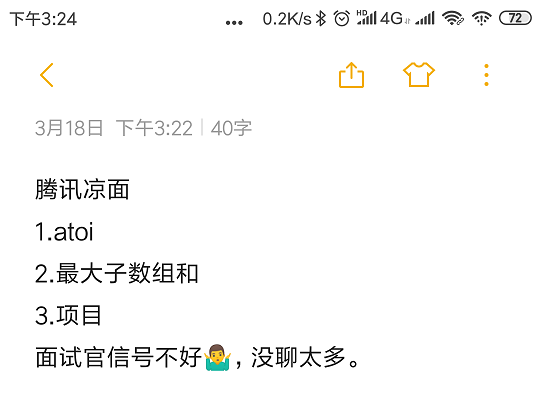 下午3:24 ... 0.2K/s HD 4G 72
3月18日 下午3:22 | 40字
腾讯凉面
1.atoi
2.最大子数组和
3.项目
面试官信号不好🤷‍♂️，没聊太多。